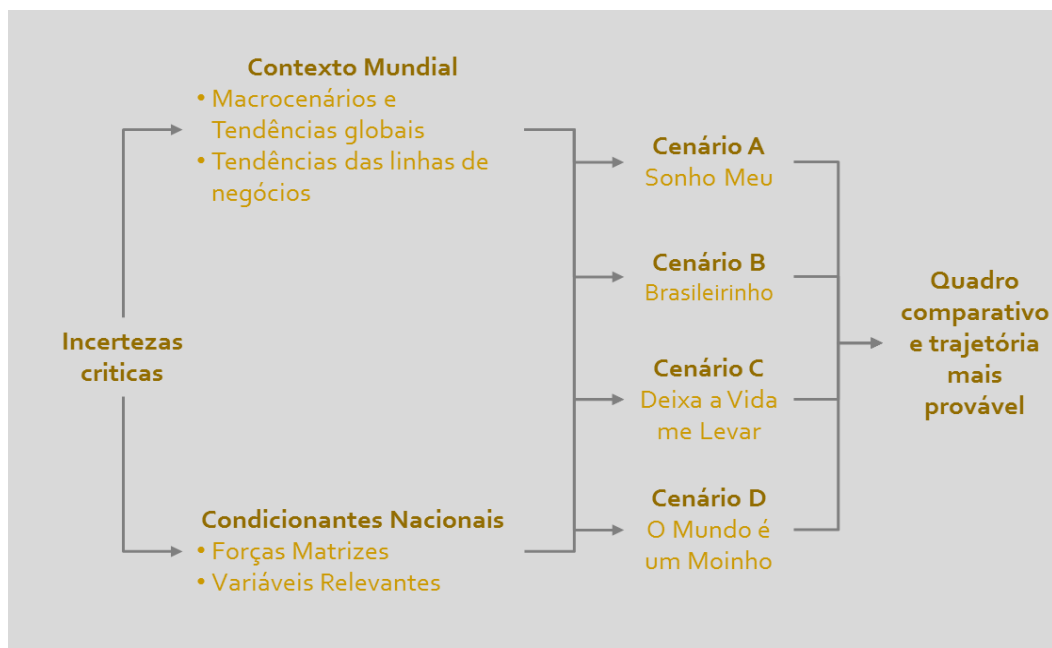 Incertezas
criticas
Contexto Mundial
• Macrocenários e
Tendências globais
• Tendências das linhas de
negócios
Condicionantes Nacionais
• Forças Matrizes
• Variáveis Relevantes
Cenário A
Sonho Meu
Cenário B
Brasileirinho
Cenário C
Deixa a Vida
me Levar
Cenário D
O Mundo é
um Moinho
Quadro
comparativo
e trajetória
mais
provável